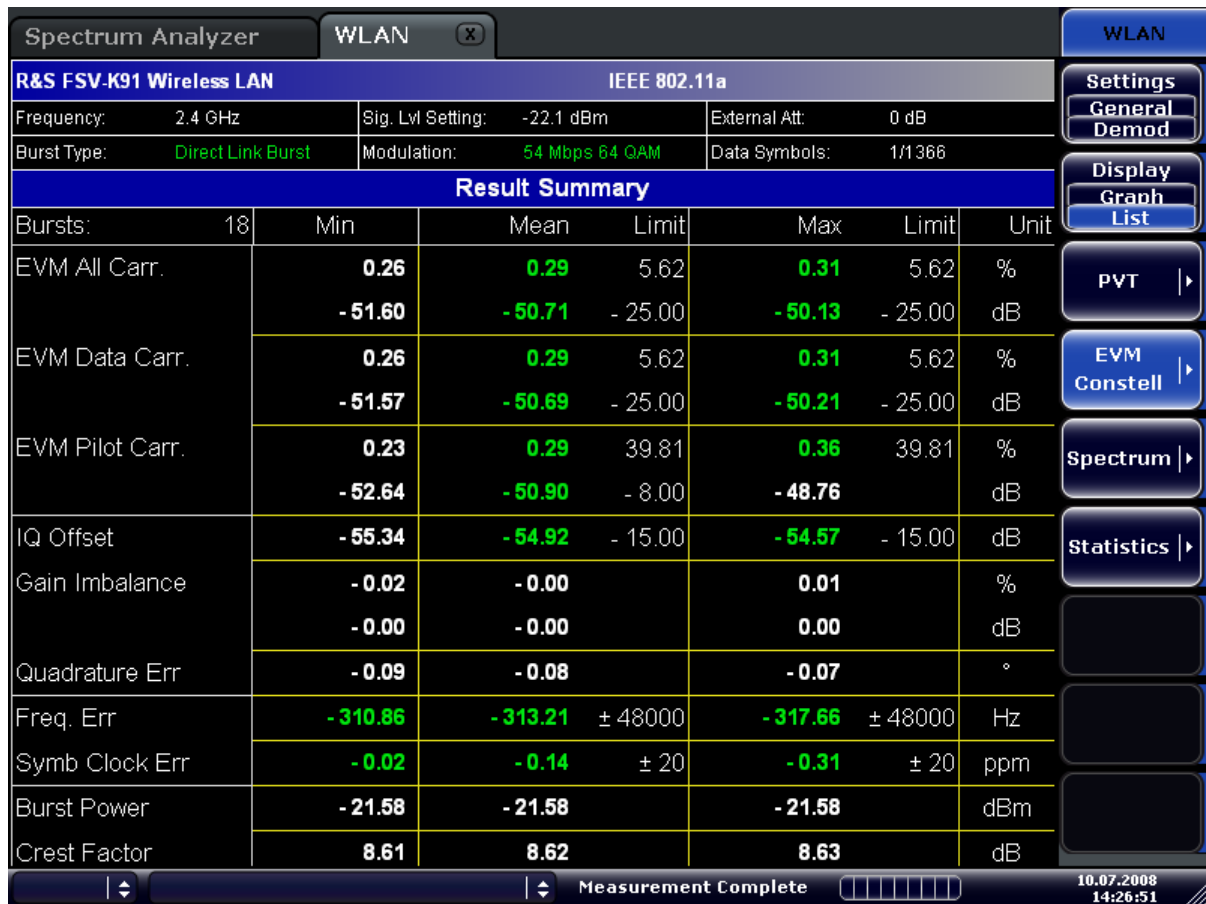 Spectrum Analyzer WLAN X WLAN
R&S FSV-K91 Wireless LAN IEEE 802.11a
Frequency: 2.4 GHz Sig. Lvl Setting: -22.1 dBm External Att: 0 dB
Burst Type: Direct Link Burst Modulation: 54 Mbps 64 QAM Data Symbols: 1/1366
Result Summary
Bursts: 18 Min Mean Limit Max Limit Unit
EVM All Carr. 0.26 0.29 5.62 0.31 5.62 %
- 51.60 - 50.71 - 25.00 - 50.13 - 25.00 dB
EVM Data Carr. 0.26 0.29 5.62 0.31 5.62 %
- 51.57 - 50.69 - 25.00 - 50.21 - 25.00 dB
EVM Pilot Carr. 0.23 0.29 39.81 0.36 39.81 %
- 52.64 - 50.90 - 8.00 - 48.76 dB
IQ Offset - 55.34 - 54.92 - 15.00 - 54.57 - 15.00 dB
Gain Imbalance - 0.02 - 0.00 0.01 %
- 0.00 - 0.00 0.00 dB
Quadrature Err - 0.09 - 0.08 - 0.07 °
Freq. Err - 310.86 - 313.21 ± 48000 - 317.66 ± 48000 Hz
Symb Clock Err - 0.02 - 0.14 ± 20 - 0.31 ± 20 ppm
Burst Power - 21.58 - 21.58 - 21.58 dBm
Crest Factor 8.61 8.62 8.63 dB
Settings
General
Demod
Display
Graph
List
PVT
EVM
Constell
Spectrum
Statistics
Measurement Complete
10.07.2008
14:26:51